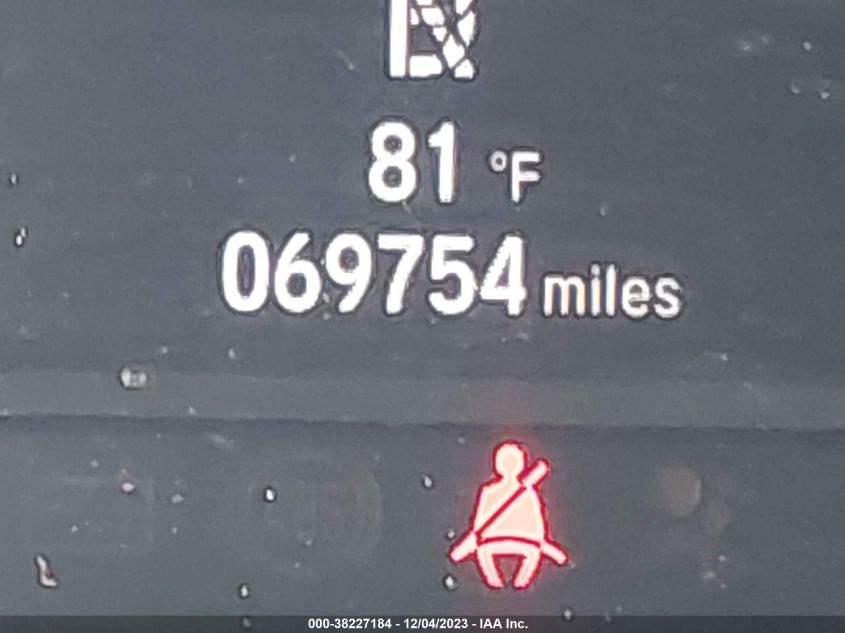 81 °F
069754 miles
000-38227184 - 12/04/2023 - IAA Inc.